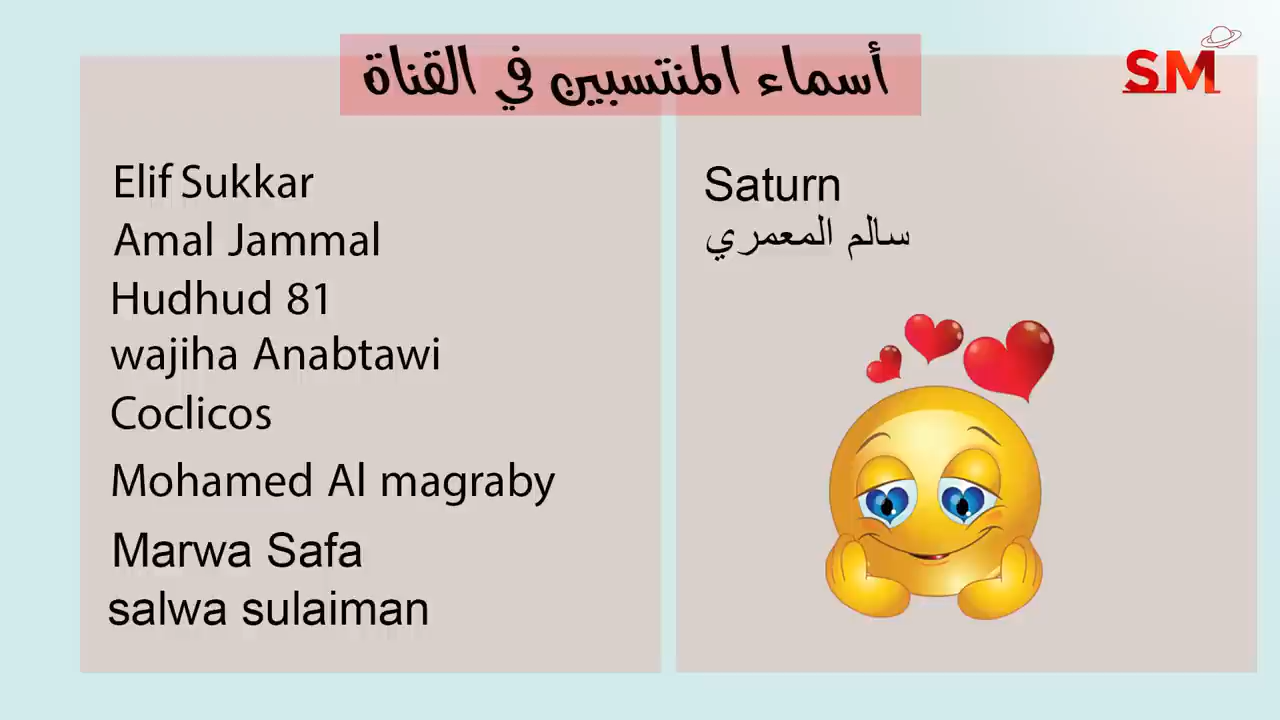 أسماء المنتسبين في القناة
SM
Elif Sukkar
Amal Jammal
Hudhud 81
wajiha Anabtawi
Coclicos
Mohamed Al magraby
Marwa Safa
salwa sulaiman
Saturn
سالم المعمري